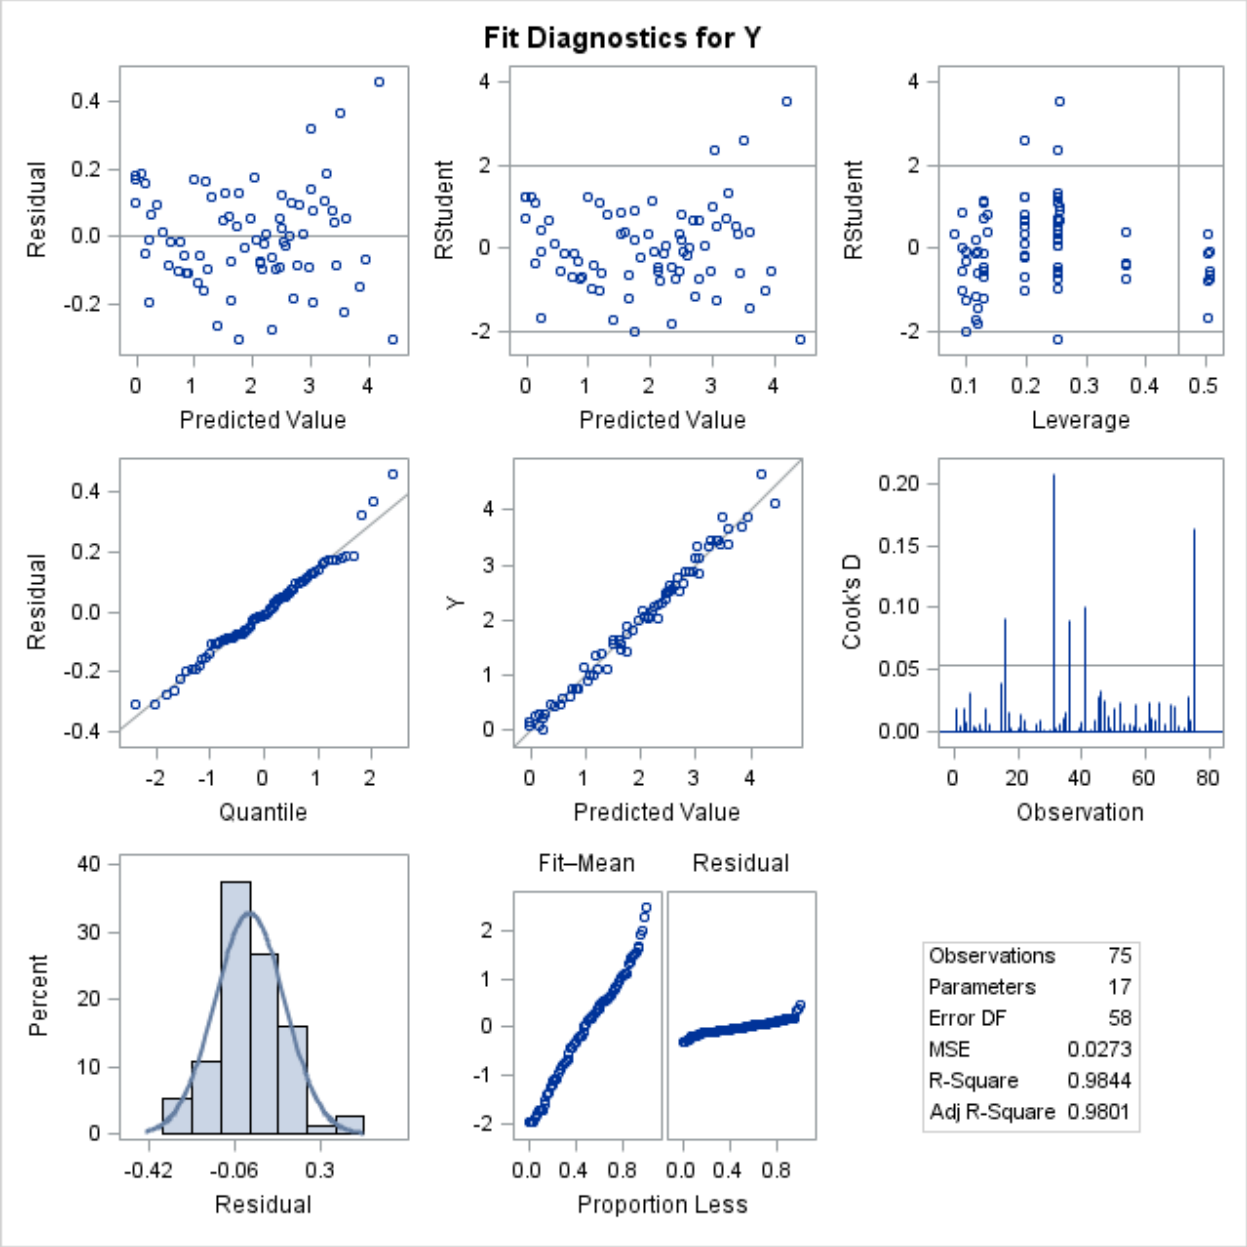 Fit Diagnostics for Y
Residual
0.4
0.2
0.0
-0.2
0 1 2 3 4
Predicted Value
RStudent
4
2
0
-2
0 1 2 3 4
Predicted Value
RStudent
4
2
0
-2
0.1 0.2 0.3 0.4 0.5
Leverage
Residual
0.4
0.2
0.0
-0.2
-0.4
-2 -1 0 1 2
Quantile
Y
4
3
2
1
0
0 1 2 3 4
Predicted Value
Cook's D
0.20
0.15
0.10
0.05
0.00
0 20 40 60 80
Observation
Percent
40
30
20
10
0
-0.42 -0.06 0.3
Residual
Fit–Mean Residual
2
1
0
-1
-2
0.0 0.4 0.8 0.0 0.4 0.8
Proportion Less
Observations 75
Parameters 17
Error DF 58
MSE 0.0273
R-Square 0.9844
Adj R-Square 0.9801